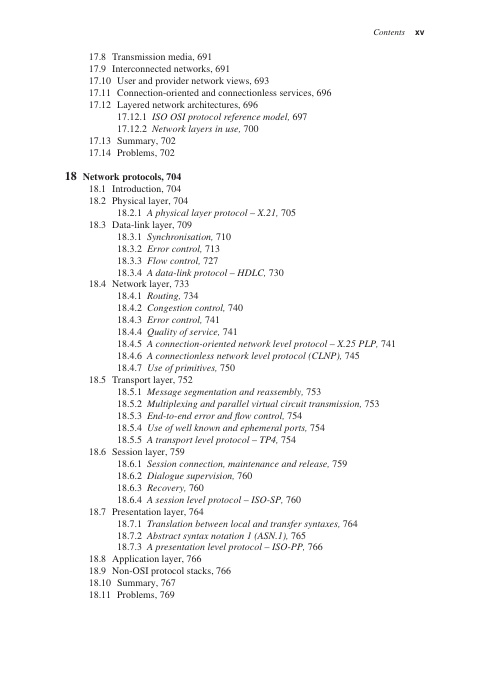 Contents xv
17.8 Transmission media, 691
17.9 Interconnected networks, 691
17.10 User and provider network views, 693
17.11 Connection-oriented and connectionless services, 696
17.12 Layered network architectures, 696
17.12.1 ISO OSI protocol reference model, 697
17.12.2 Network layers in use, 700
17.13 Summary, 702
17.14 Problems, 702
18 Network protocols, 704
18.1 Introduction, 704
18.2 Physical layer, 704
18.2.1 A physical layer protocol – X.21, 705
18.3 Data-link layer, 709
18.3.1 Synchronisation, 710
18.3.2 Error control, 713
18.3.3 Flow control, 727
18.3.4 A data-link protocol – HDLC, 730
18.4 Network layer, 733
18.4.1 Routing, 734
18.4.2 Congestion control, 740
18.4.3 Error control, 741
18.4.4 Quality of service, 741
18.4.5 A connection-oriented network level protocol – X.25 PLP, 741
18.4.6 A connectionless network level protocol (CLNP), 745
18.4.7 Use of primitives, 750
18.5 Transport layer, 752
18.5.1 Message segmentation and reassembly, 753
18.5.2 Multiplexing and parallel virtual circuit transmission, 753
18.5.3 End-to-end error and flow control, 754
18.5.4 Use of well known and ephemeral ports, 754
18.5.5 A transport level protocol – TP4, 754
18.6 Session layer, 759
18.6.1 Session connection, maintenance and release, 759
18.6.2 Dialogue supervision, 760
18.6.3 Recovery, 760
18.6.4 A session level protocol – ISO-SP, 760
18.7 Presentation layer, 764
18.7.1 Translation between local and transfer syntaxes, 764
18.7.2 Abstract syntax notation 1 (ASN.1), 765
18.7.3 A presentation level protocol – ISO-PP, 766
18.8 Application layer, 766
18.9 Non-OSI protocol stacks, 766
18.10 Summary, 767
18.11 Problems, 769